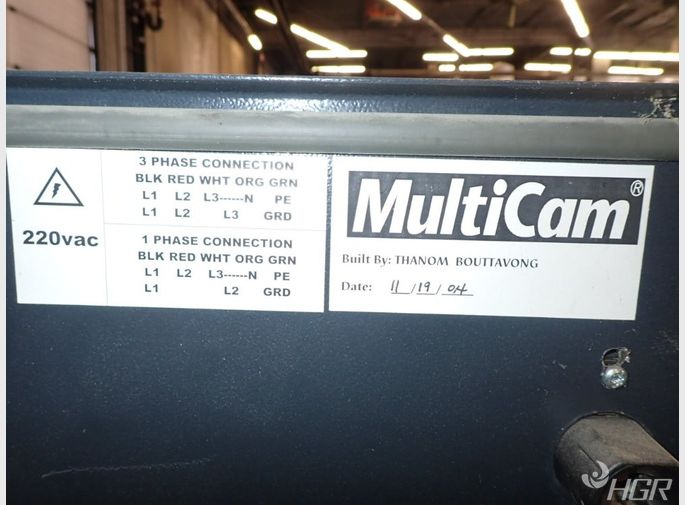 220vac
3 PHASE CONNECTION
BLK RED WHT ORG GRN
L1 L2 L3------N PE
L1 L2 L3 GRD
1 PHASE CONNECTION
BLK RED WHT ORG GRN
L1 L2 L3------N PE
L1 L2 GRD
MultiCam®
Built By: THANOM BOUTTAVONG
Date: 11/19/04
HGR